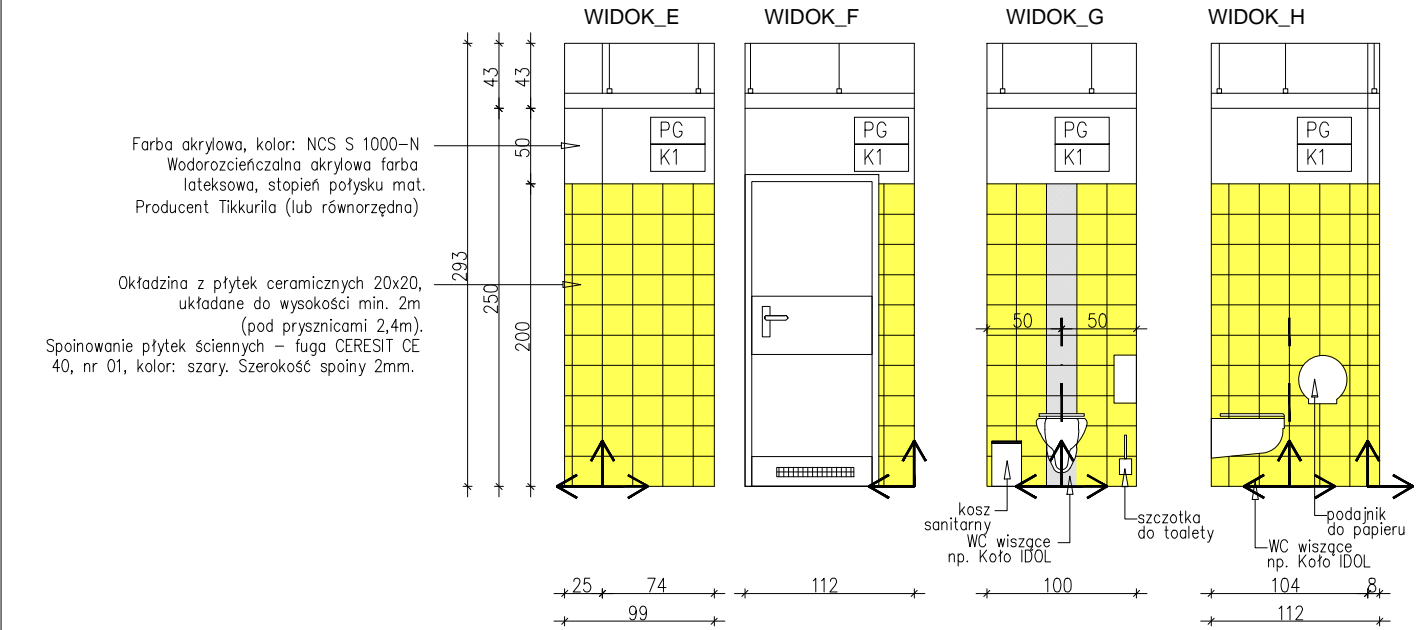 WIDOK_E
WIDOK_F
WIDOK_G
WIDOK_H
43
43
50
293
250
200
PG
K1
PG
K1
PG
K1
PG
K1
Farba akrylowa, kolor: NCS S 1000-N
Wodorozcieńczalna akrylowa farba
lateksowa, stopień połysku mat.
Producent Tikkurila (lub równorzędna)
Okładzina z płytek ceramicznych 20x20,
układane do wysokości min. 2m
(pod prysznicami 2,4m).
Spoinowanie płytek ściennych – fuga CERESIT CE
40, nr 01, kolor: szary. Szerokość spoiny 2mm.
50
50
kosz
sanitarny
WC wiszące
np. Koło IDOL
szczotka
do toalety
podajnik
do papieru
WC wiszące
np. Koło IDOL
25
74
99
112
100
104
8
112